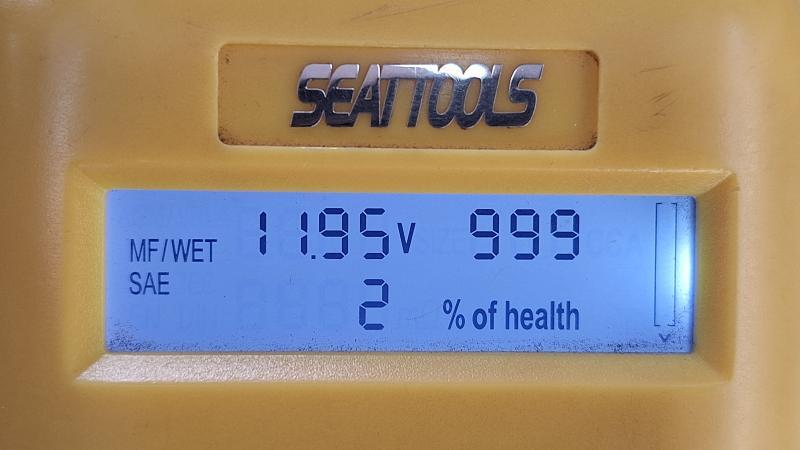 SEATTOOLS
11.95V 999
MF/WET
SAE
2 % of health